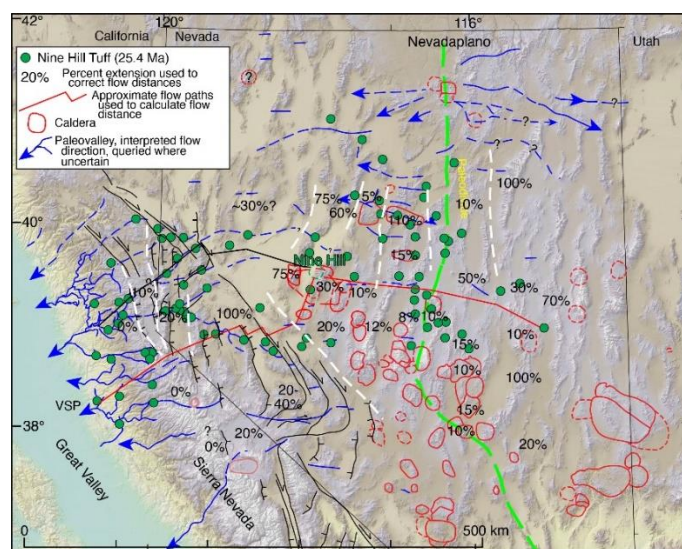 42°
120°
116°
California
Nevada
Nevadaplano
Utah
Nine Hill Tuff (25.4 Ma)
20%
Percent extension used to
correct flow distances
Approximate flow paths
used to calculate flow
distance
Caldera
Paleovalley, interpreted flow
direction, queried where
uncertain
?
?
?
?
?
100%
75%
5%
10%
~30%?
60%
110%
40°
15%
Nine Hill
75%
50%
30%
30%
10%
70%
10%
20%
0%
100%
8%
10%
20%
12%
10%
15%
10%
100%
0%
20-
40%
VSP
15%
10%
38°
?
0%
20%
20%
Great Valley
Sierra Nevada
0
500 km